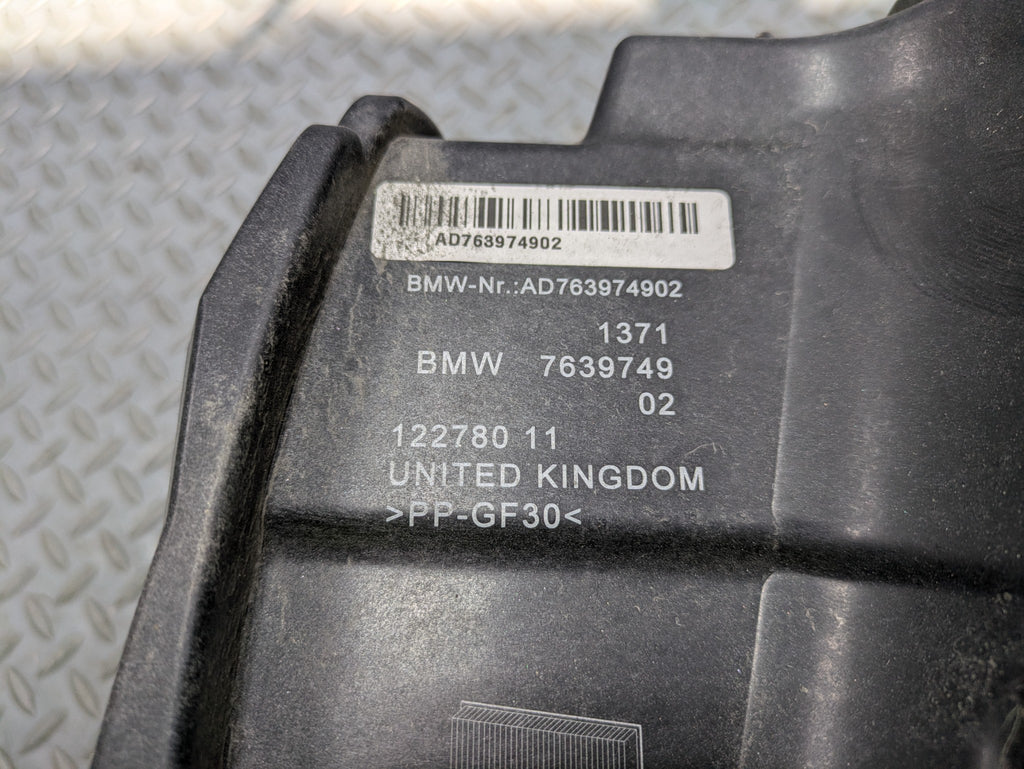 AD763974902
BMW-Nr.:AD763974902
1371
BMW 7639749
02
122780 11
UNITED KINGDOM
>PP-GF30<